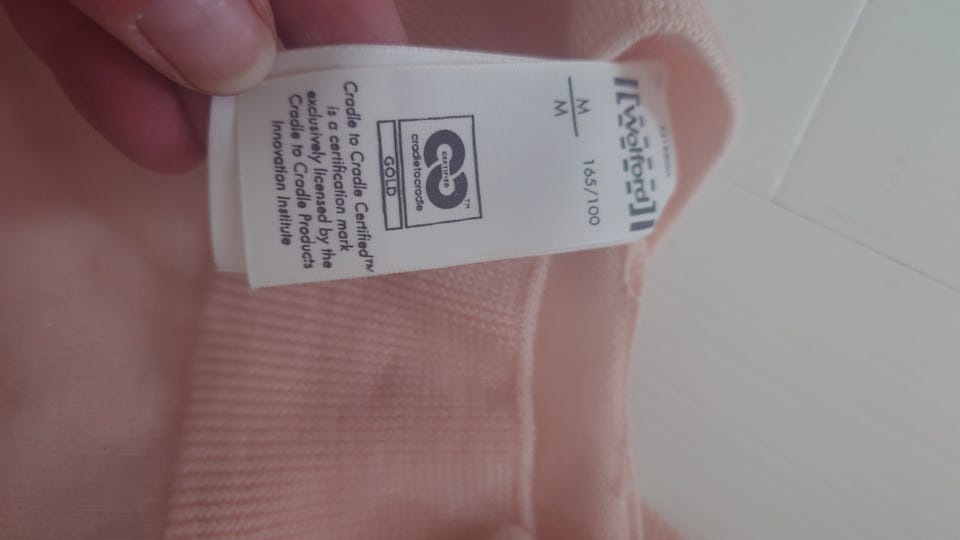 [Wolford]
165/100
M
M
CERTIFIED
cradletocradle
TM
GOLD
Cradle to Cradle Certified™
is a certification mark
exclusively licensed by the
Cradle to Cradle Products
Innovation Institute